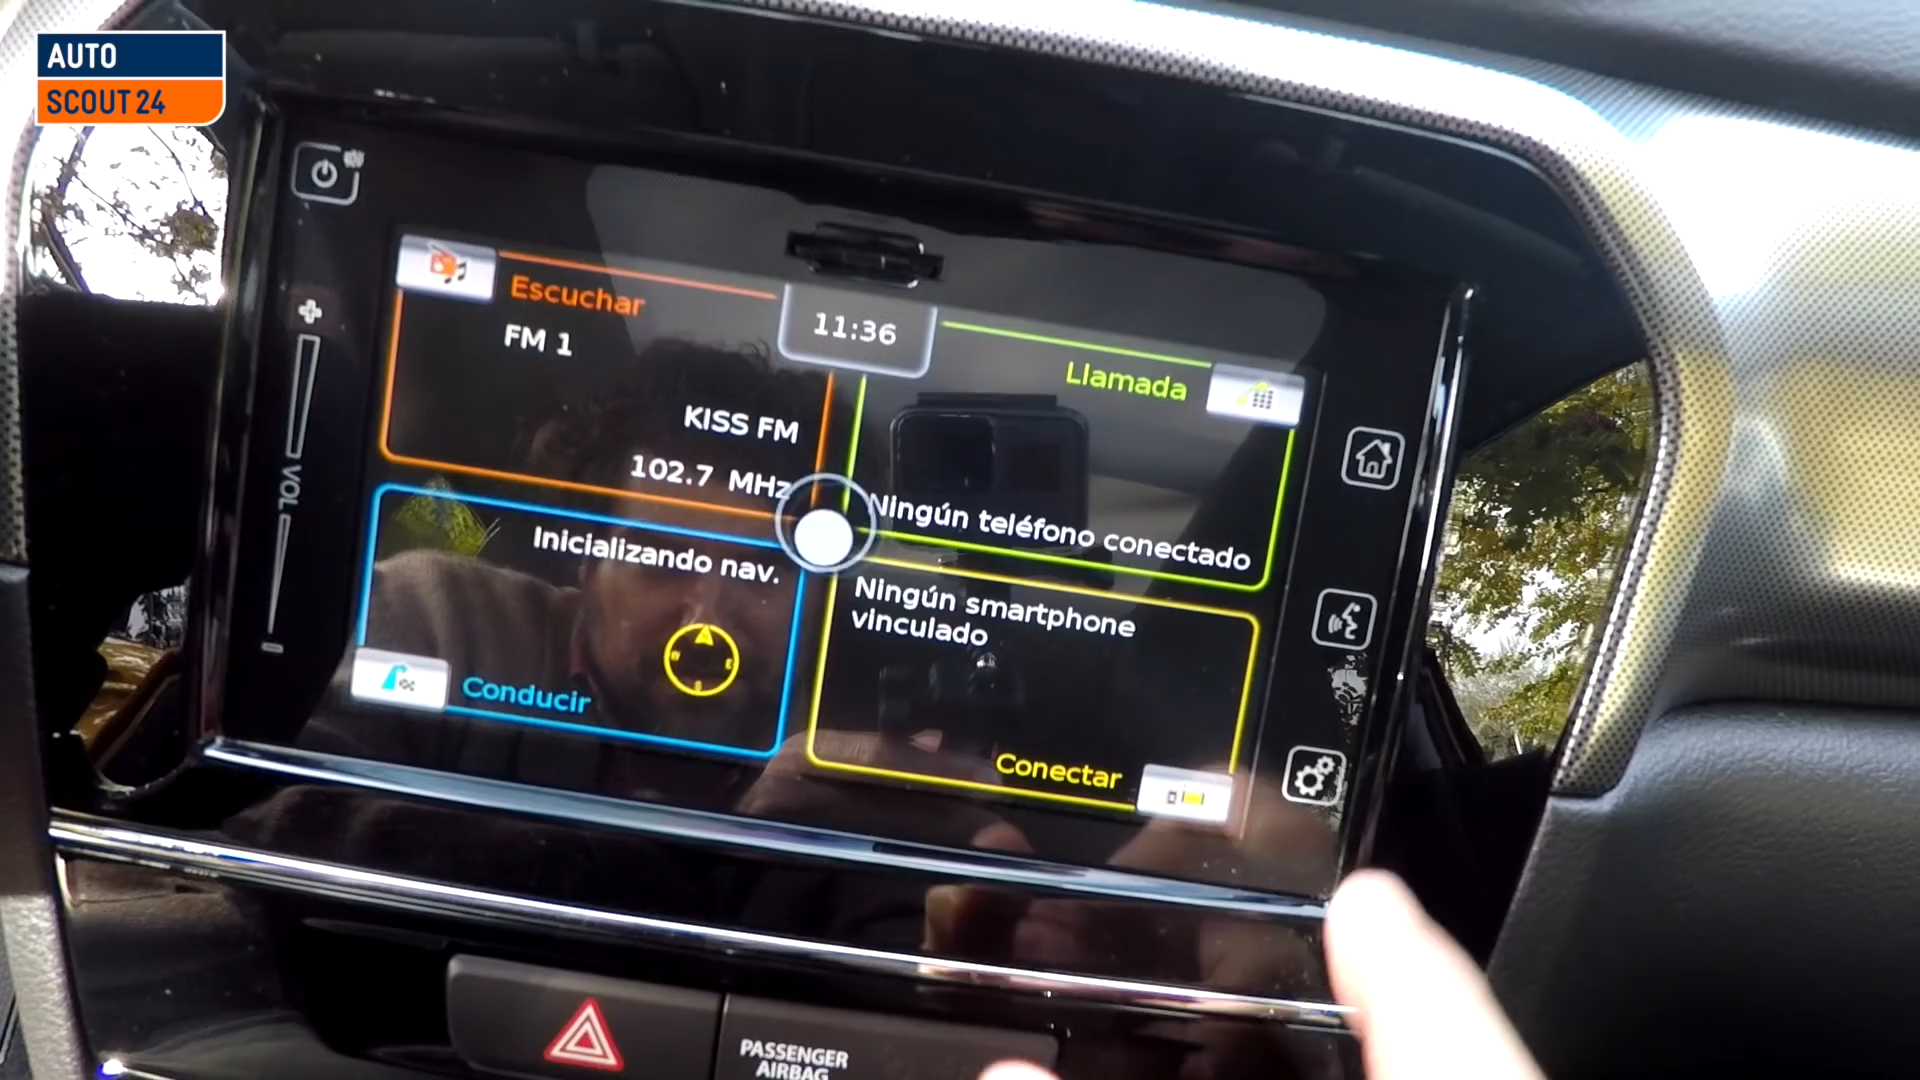 AUTO
SCOUT24
Escuchar
FM 1
KISS FM
102.7 MHz
11:36
Llamada
Ningún teléfono conectado
Inicializando nav.
Conducir
Ningún smartphone
vinculado
Conectar
VOL
PASSENGER
AIRBAG